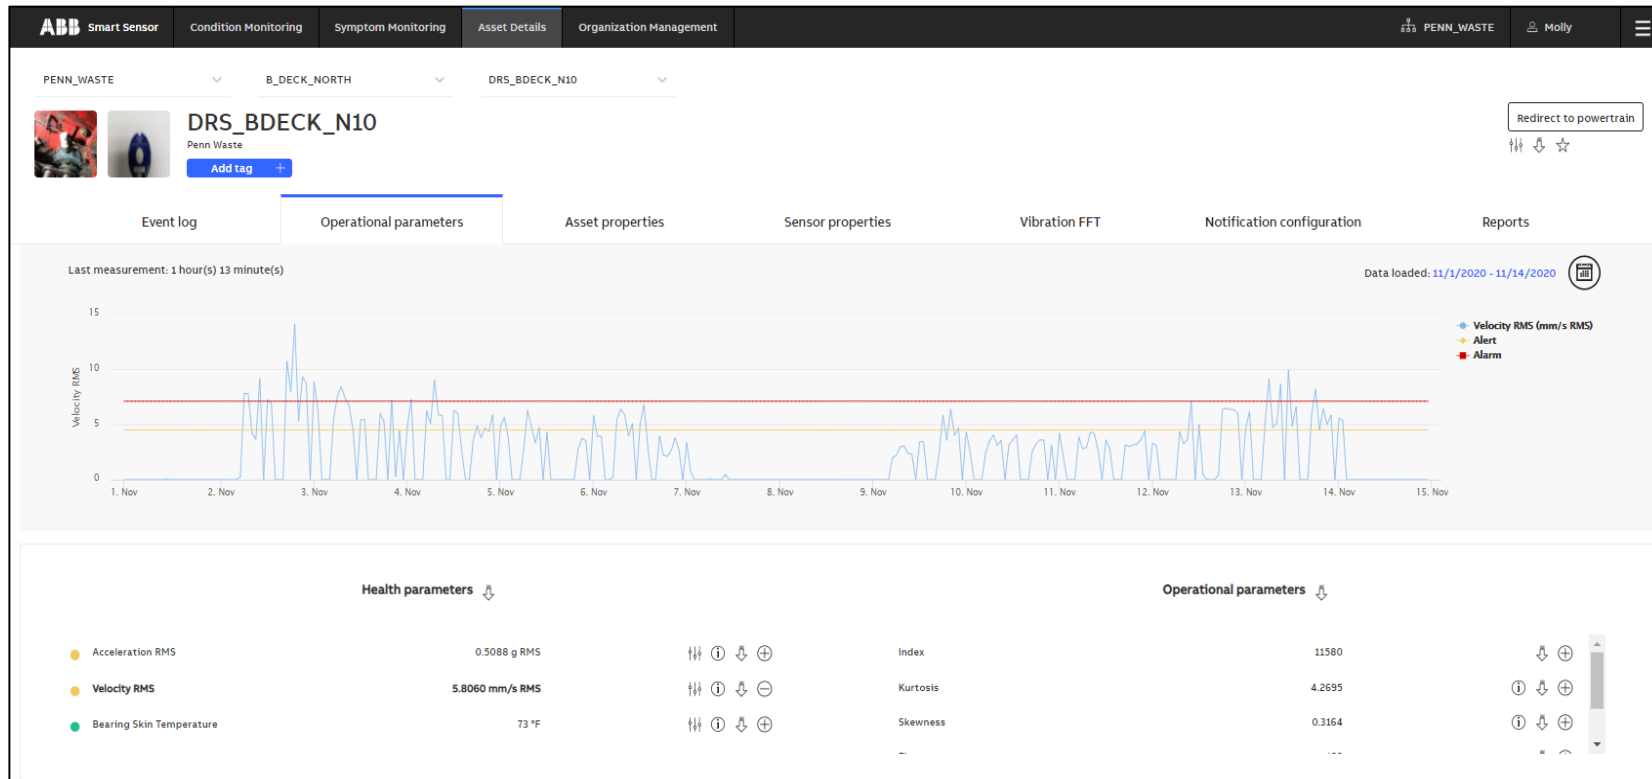 ABB Smart Sensor Condition Monitoring Symptom Monitoring Asset Details Organization Management PENN_WASTE Molly
PENN_WASTE B_DECK_NORTH DRS_BDECK_N10
DRS_BDECK_N10
Penn Waste
Add tag
Redirect to powertrain
Event log Operational parameters Asset properties Sensor properties Vibration FFT Notification configuration Reports
Last measurement: 1 hour(s) 13 minute(s)
Data loaded: 11/1/2020 - 11/14/2020
15
10
5
0
Velocity RMS
1. Nov 2. Nov 3. Nov 4. Nov 5. Nov 6. Nov 7. Nov 8. Nov 9. Nov 10. Nov 11. Nov 12. Nov 13. Nov 14. Nov 15. Nov
Velocity RMS (mm/s RMS)
Alert
Alarm
Health parameters
Acceleration RMS 0.5088 g RMS
Velocity RMS 5.8060 mm/s RMS
Bearing Skin Temperature 73 °F
Operational parameters
Index 11580
Kurtosis 4.2695
Skewness 0.3164